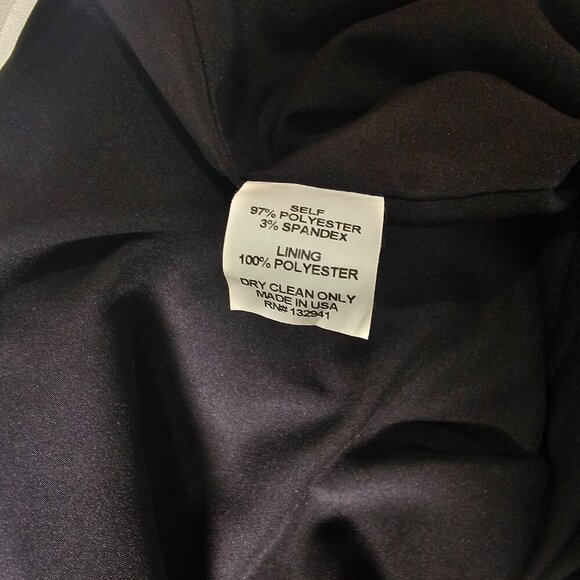 SELF
97% POLYESTER
3% SPANDEX
LINING
100% POLYESTER
DRY CLEAN ONLY
MADE IN USA
RN# 132941